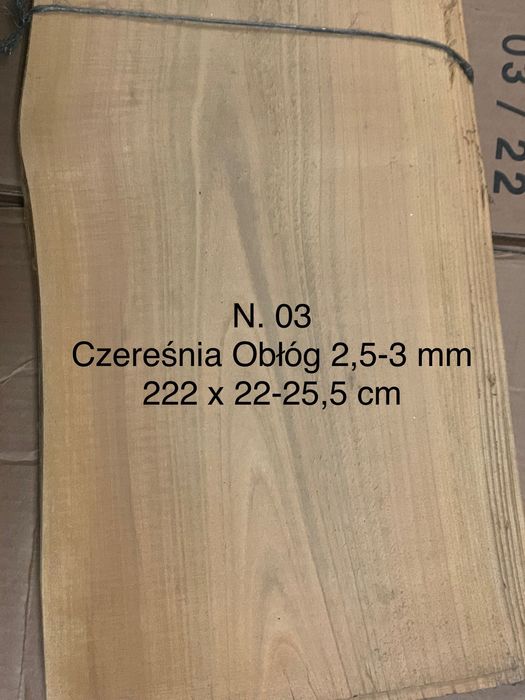 03 / 22
N. 03
Czereśnia Obłóg 2,5-3 mm
222 x 22-25,5 cm